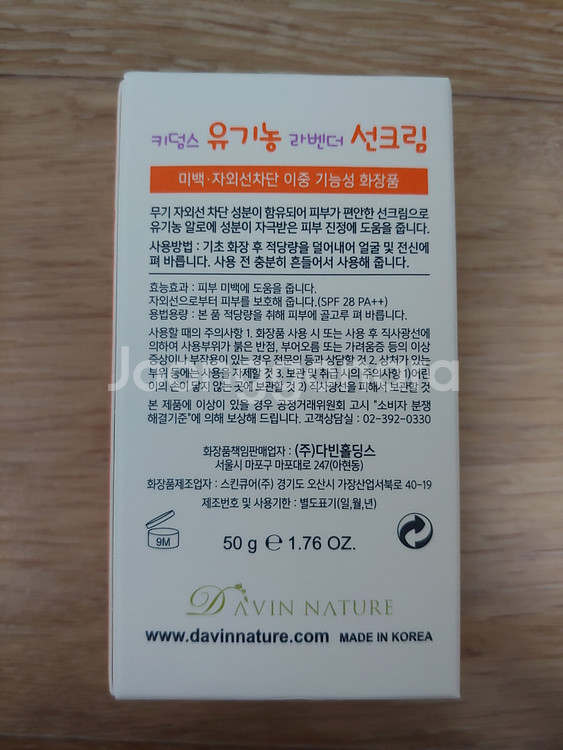 키덤스 유기농 라벤더 선크림
미백·자외선차단 이중 기능성 화장품
무기 자외선 차단 성분이 함유되어 피부가 편안한 선크림으로
유기농 알로에 성분이 자극받은 피부 진정에 도움을 줍니다.
사용방법 : 기초 화장 후 적당량을 덜어내어 얼굴 및 전신에
펴 바릅니다. 사용 전 충분히 흔들어서 사용해 줍니다.
효능효과 : 피부 미백에 도움을 줍니다.
자외선으로부터 피부를 보호해 줍니다.(SPF 28 PA++)
용법용량 : 본 품 적당량을 취해 피부에 골고루 펴 바릅니다.
사용할 때의 주의사항 1. 화장품 사용 시 또는 사용 후 직사광선에
의하여 사용부위가 붉은 반점, 부어오름 또는 가려움증 등의 이상
증상이나 부작용이 있는 경우 전문의 등과 상담할 것 2. 상처가 있는
부위 등에는 사용을 자제할 것 3. 보관 및 취급 시의 주의사항 1)어린
이의 손이 닿지 않는 곳에 보관할 것 2) 직사광선을 피해서 보관할 것
본 제품에 이상이 있을 경우 공정거래위원회 고시 "소비자 분쟁
해결기준"에 의해 보상해 드립니다. 고객상담실 : 02-392-0330
화장품책임판매업자 : (주)다빈홀딩스
서울시 마포구 마포대로 247(아현동)
화장품제조업자 : 스킨큐어(주) 경기도 오산시 가장산업서북로 40-19
제조번호 및 사용기한 : 별도표기(일,월,년)
9M
50 g ℮ 1.76 OZ.
DAVIN NATURE
www.davinnature.com MADE IN KOREA